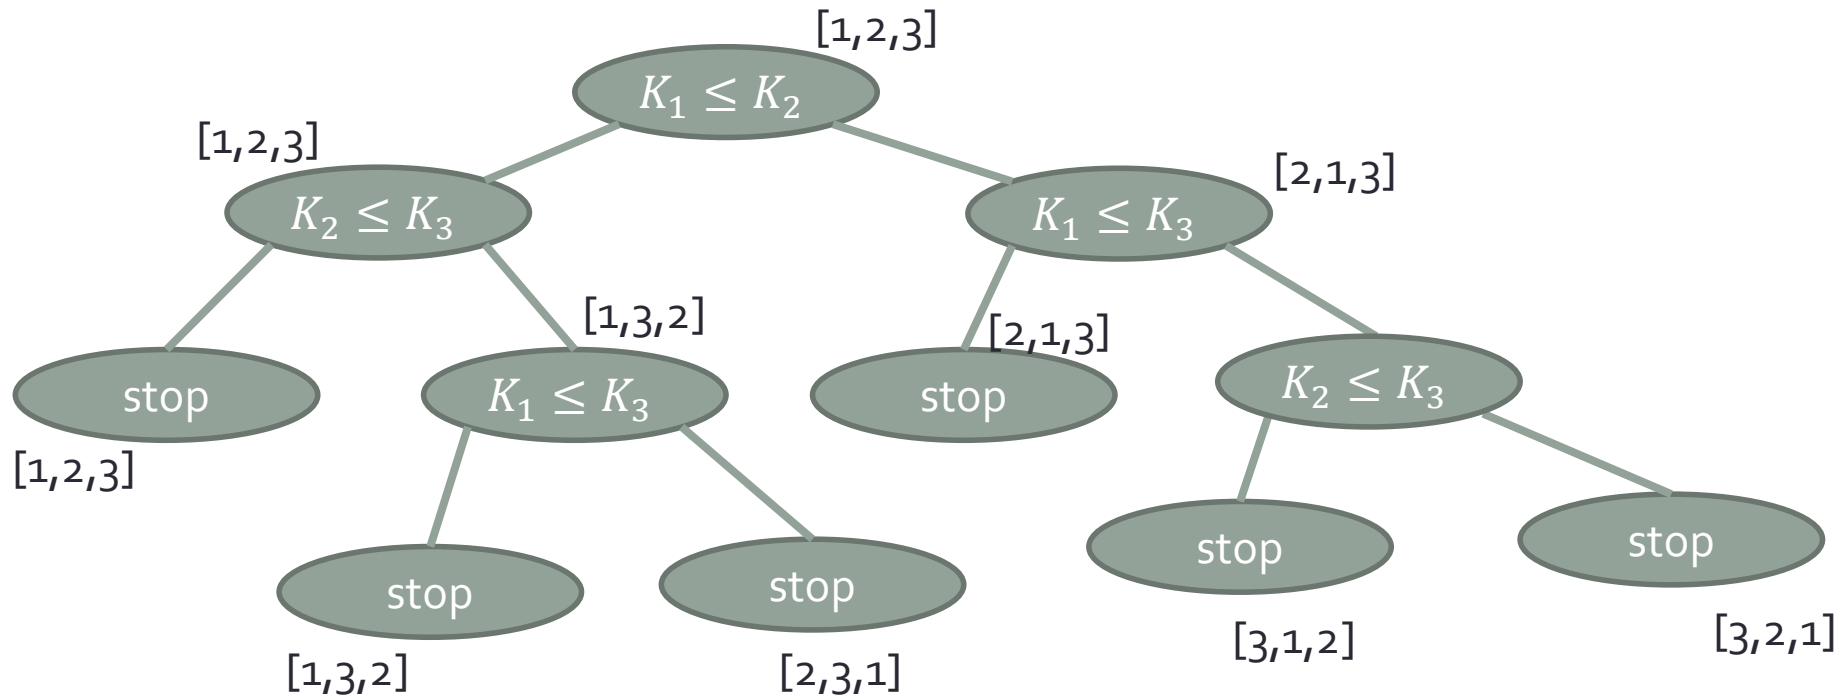 [1,2,3]
K₁ ≤ K₂
[1,2,3]
K₂ ≤ K₃
[2,1,3]
K₁ ≤ K₃
stop
[1,2,3]
[1,3,2]
K₁ ≤ K₃
[2,1,3]
stop
K₂ ≤ K₃
stop
[1,3,2]
stop
[2,3,1]
stop
[3,1,2]
stop
[3,2,1]